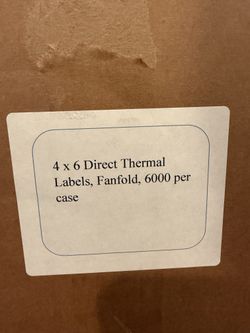 4 x 6 Direct Thermal
Labels, Fanfold, 6000 per
case